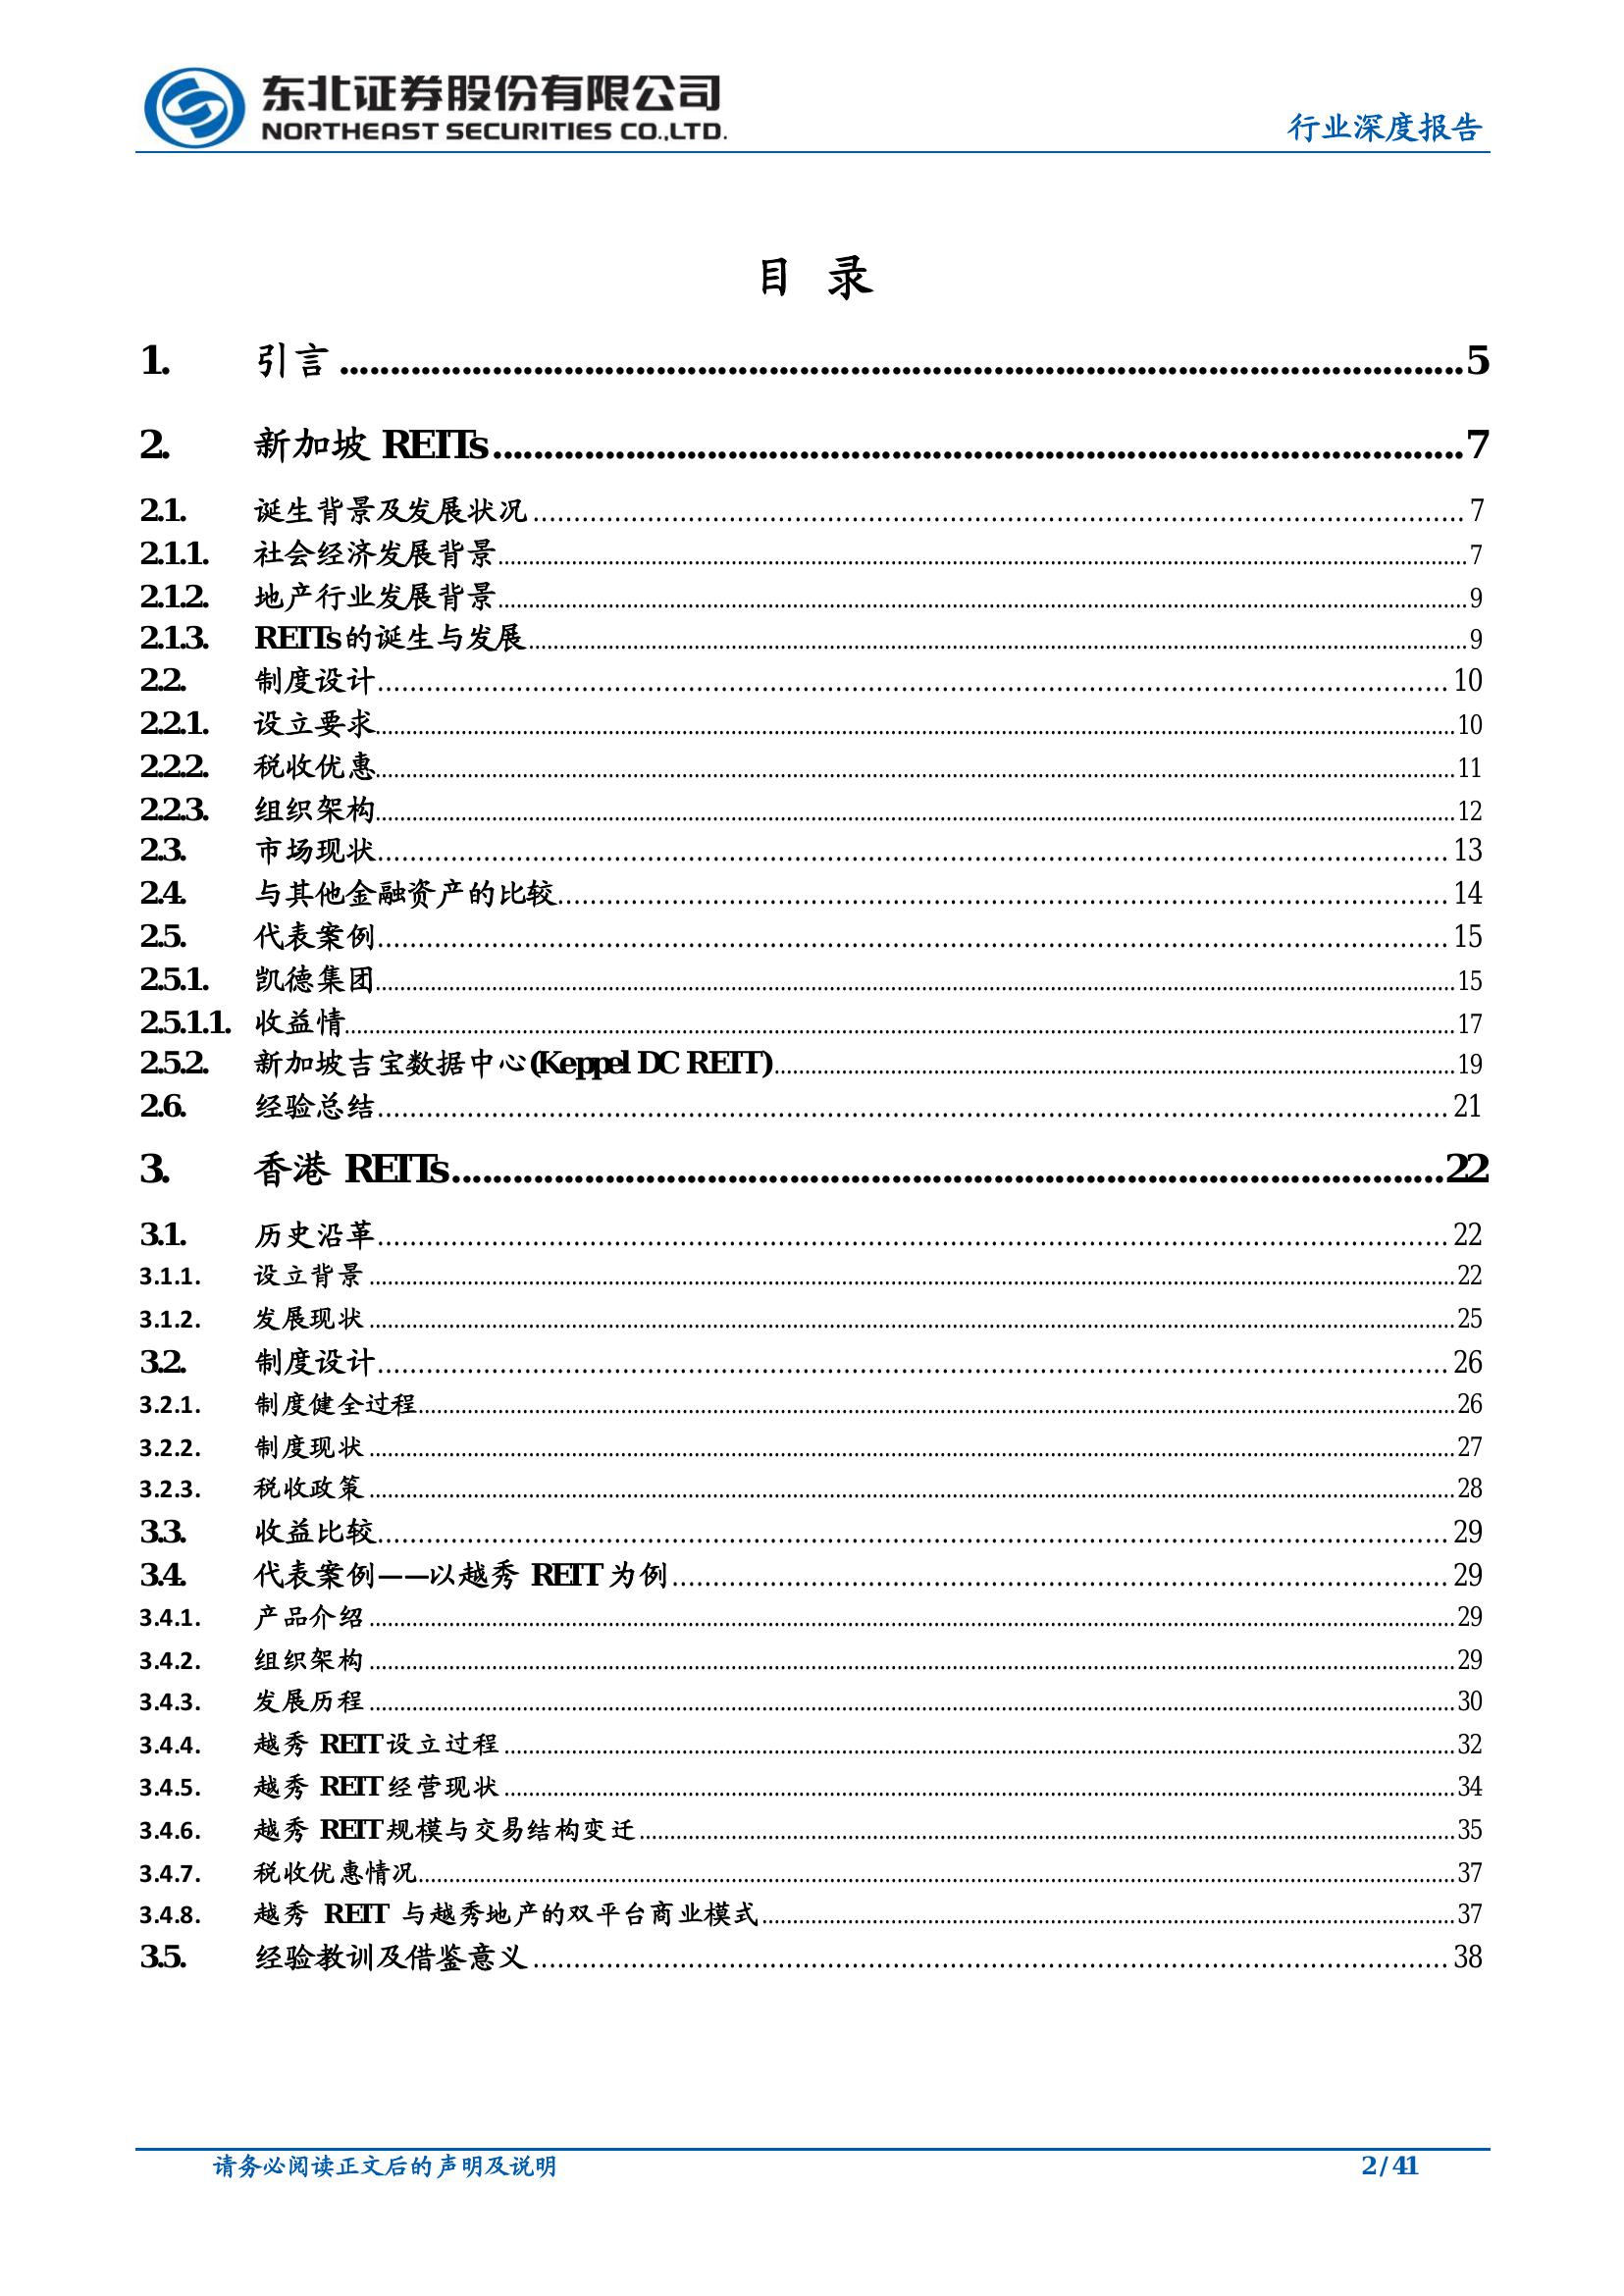 东北证券股份有限公司
NORTHEAST SECURITIES CO.,LTD.
行业深度报告
目 录
1. 引言 ........ 5
2. 新加坡 REITs ........ 7
2.1. 诞生背景及发展状况 ........ 7
2.1.1. 社会经济发展背景 ........ 7
2.1.2. 地产行业发展背景 ........ 9
2.1.3. REITs 的诞生与发展 ........ 9
2.2. 制度设计 ........ 10
2.2.1. 设立要求 ........ 10
2.2.2. 税收优惠 ........ 11
2.2.3. 组织架构 ........ 12
2.3. 市场现状 ........ 13
2.4. 与其他金融资产的比较 ........ 14
2.5. 代表案例 ........ 15
2.5.1. 凯德集团 ........ 15
2.5.1.1. 收益情 ........ 17
2.5.2. 新加坡吉宝数据中心(Keppel DC REIT) ........ 19
2.6. 经验总结 ........ 21
3. 香港 REITs ........ 22
3.1. 历史沿革 ........ 22
3.1.1. 设立背景 ........ 22
3.1.2. 发展现状 ........ 25
3.2. 制度设计 ........ 26
3.2.1. 制度健全过程 ........ 26
3.2.2. 制度现状 ........ 27
3.2.3. 税收政策 ........ 28
3.3. 收益比较 ........ 29
3.4. 代表案例——以越秀 REIT 为例 ........ 29
3.4.1. 产品介绍 ........ 29
3.4.2. 组织架构 ........ 29
3.4.3. 发展历程 ........ 30
3.4.4. 越秀 REIT 设立过程 ........ 32
3.4.5. 越秀 REIT 经营现状 ........ 34
3.4.6. 越秀 REIT 规模与交易结构变迁 ........ 35
3.4.7. 税收优惠情况 ........ 37
3.4.8. 越秀 REIT 与越秀地产的双平台商业模式 ........ 37
3.5. 经验教训及借鉴意义 ........ 38
请务必阅读正文后的声明及说明
2 / 41